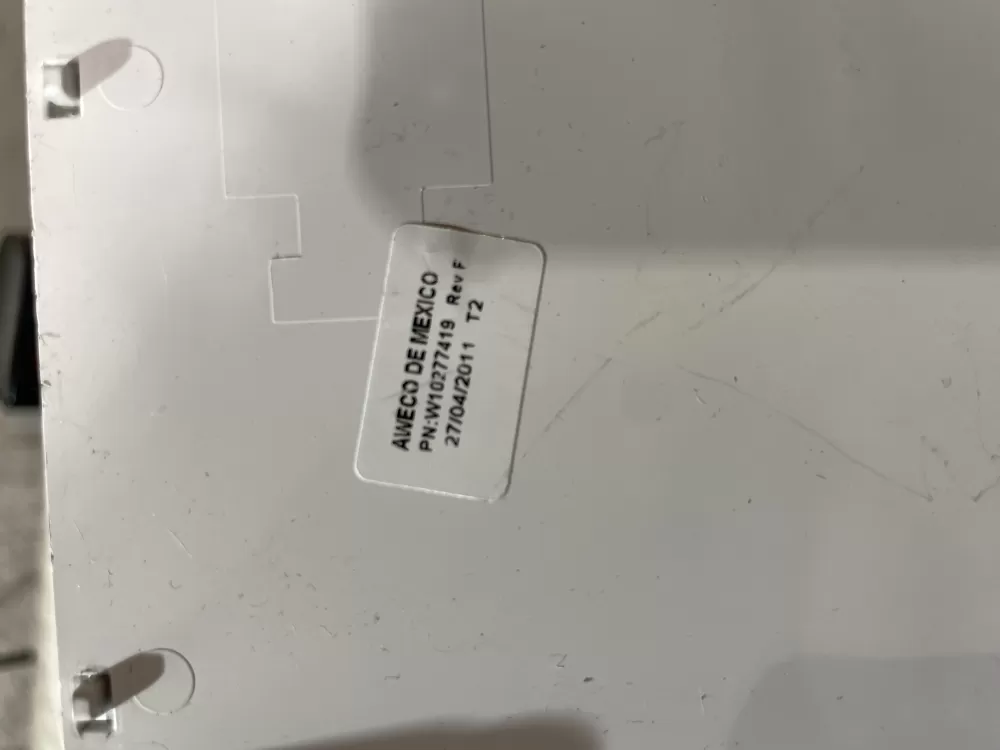 AWECO DE MEXICO
PN:W10277419 Rev F
27/04/2011 T2